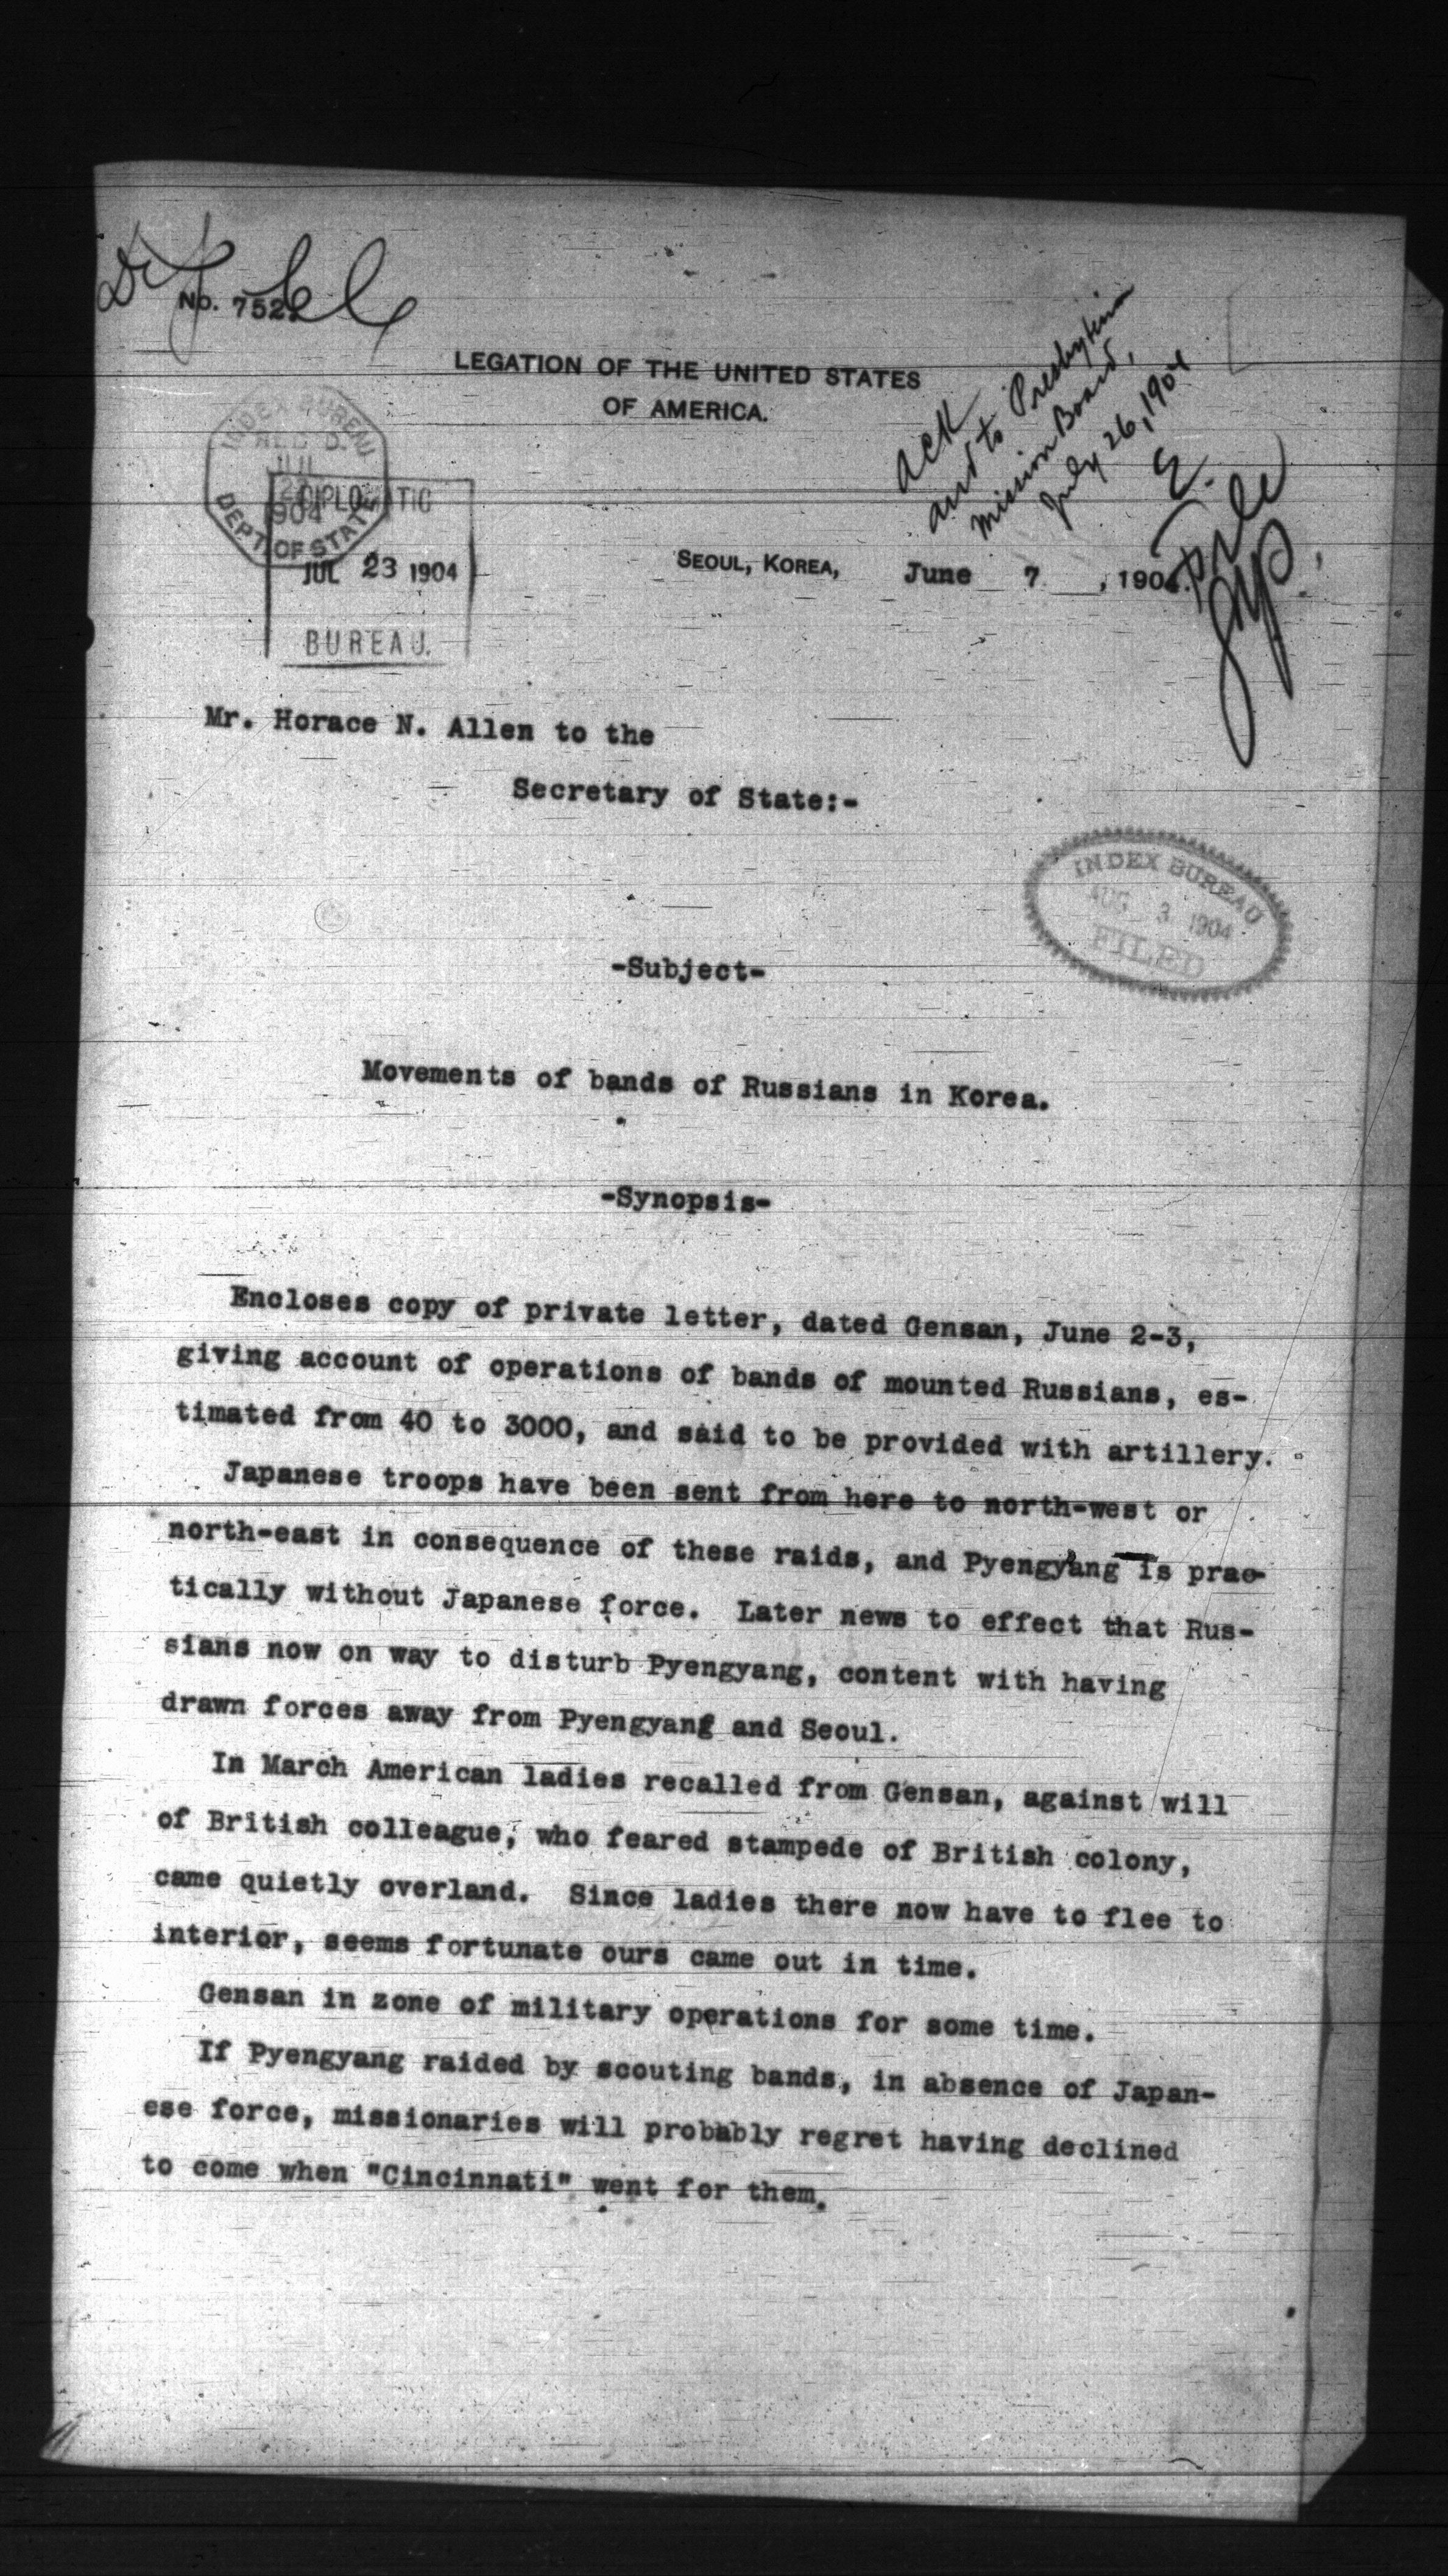 No. 752.
LEGATION OF THE UNITED STATES
OF AMERICA.
Ack
and to Presbyterian
Mission Board,
July 26, 1904
E.
File
INDEX BUREAU
REC'D.
JUL
23
1904
DEPT. OF STATE
DIPLOMATIC
JUL 23 1904
BUREAU.
SEOUL, KOREA, June 7, 1904.
Mr. Horace N. Allen to the
Secretary of State:-
INDEX BUREAU
AUG 3 1904
FILED
-Subject-
Movements of bands of Russians in Korea.
-Synopsis-
Encloses copy of private letter, dated Gensan, June 2-3,
giving account of operations of bands of mounted Russians, es-
timated from 40 to 3000, and said to be provided with artillery.
Japanese troops have been sent from here to north-west or
north-east in consequence of these raids, and Pyengyang is prac-
tically without Japanese force. Later news to effect that Rus-
sians now on way to disturb Pyengyang, content with having
drawn forces away from Pyengyang and Seoul.
In March American ladies recalled from Gensan, against will
of British colleague, who feared stampede of British colony,
came quietly overland. Since ladies there now have to flee to
interior, seems fortunate ours came out in time.
Gensan in zone of military operations for some time.
If Pyengyang raided by scouting bands, in absence of Japan-
ese force, missionaries will probably regret having declined
to come when "Cincinnati" went for them.